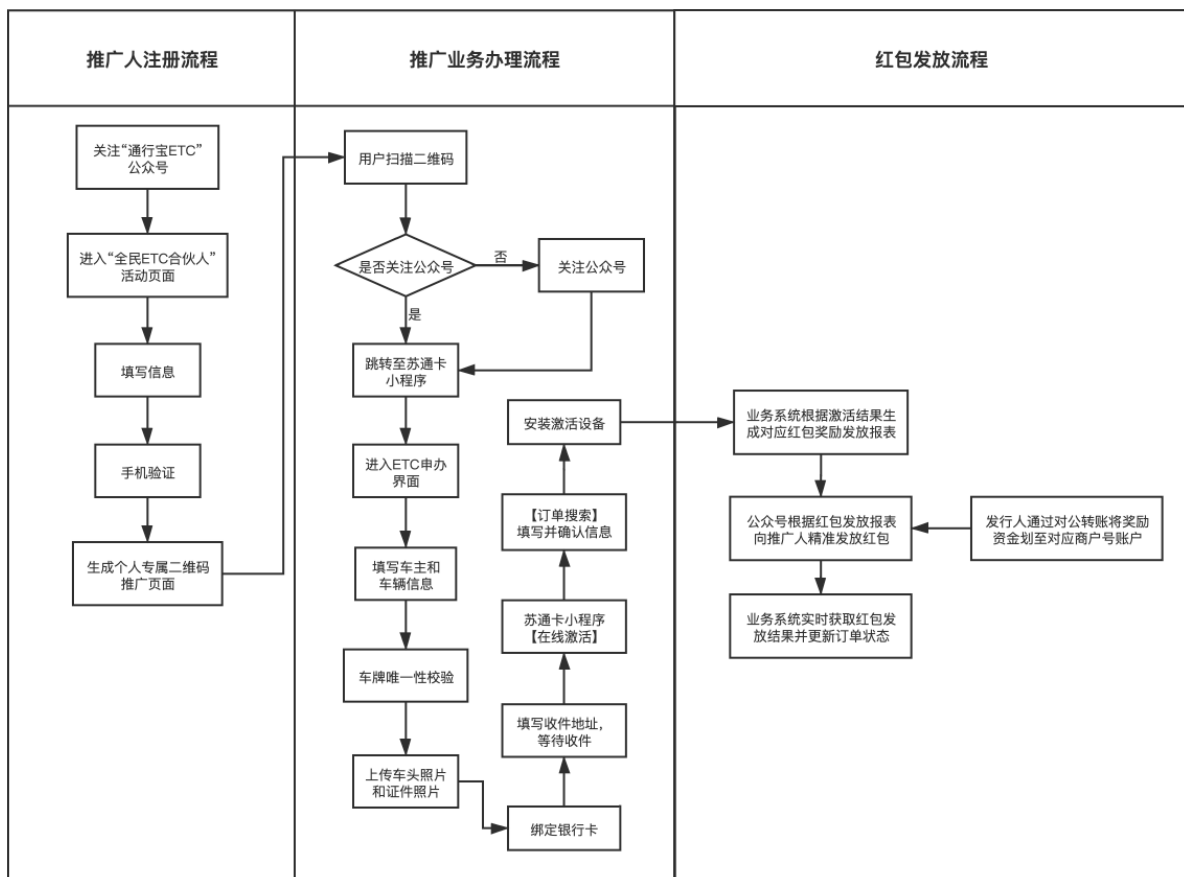 推广人注册流程
推广业务办理流程
红包发放流程
关注“通行宝ETC”
公众号
进入“全民ETC合伙人”
活动页面
填写信息
手机验证
生成个人专属二维码
推广页面
用户扫描二维码
是否关注公众号
否
关注公众号
是
跳转至苏通卡
小程序
进入ETC申办
界面
填写车主和
车辆信息
车牌唯一性校验
上传车头照片
和证件照片
绑定银行卡
填写收件地址，
等待收件
苏通卡小程序
【在线激活】
【订单搜索】
填写并确认信息
安装激活设备
业务系统根据激活结果生
成对应红包奖励发放报表
公众号根据红包发放报表
向推广人精准发放红包
发行人通过对公转账将奖励
资金划至对应商户号账户
业务系统实时获取红包发
放结果并更新订单状态